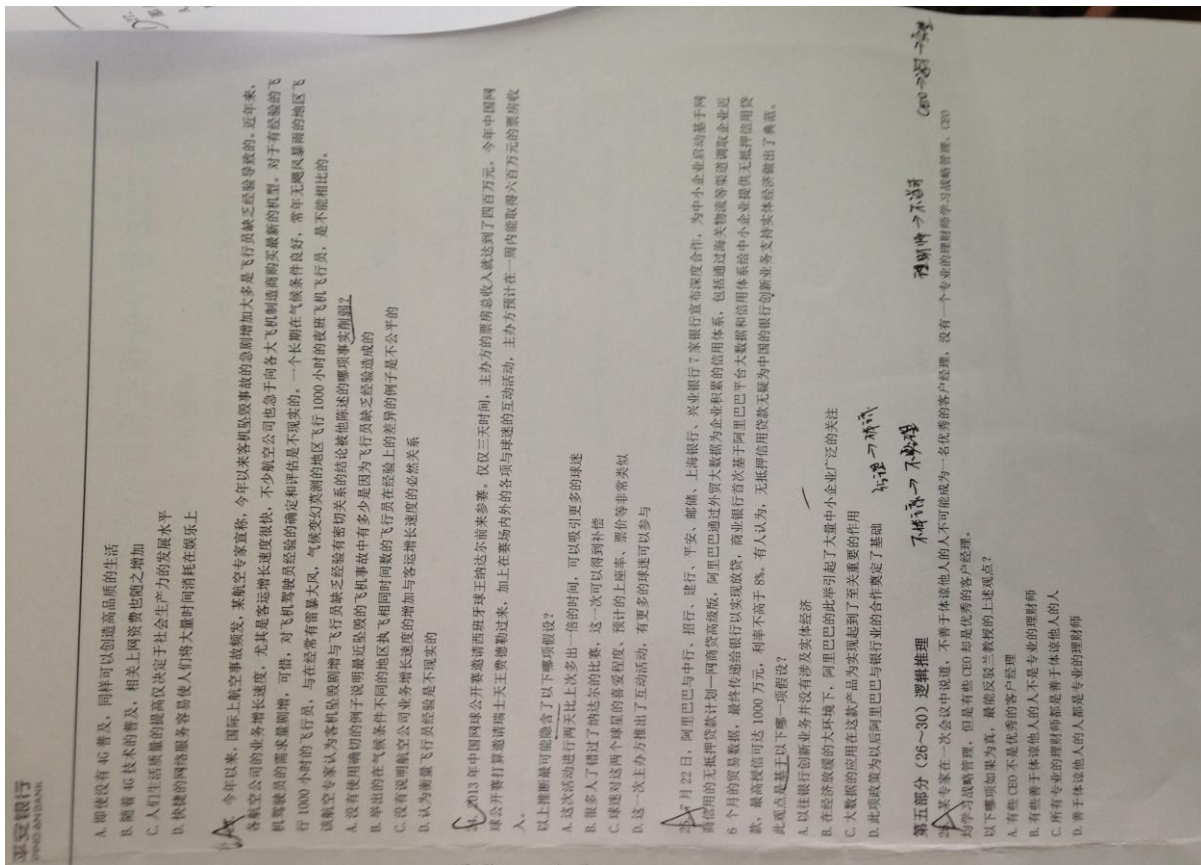 平安银行
PINGAN BANK
A. 即使没有 4G 普及，同样可以创造高品质的生活
B. 随着 4G 技术的普及，相关上网资费也随之增加
C. 人们生活质量的提高仅决定于社会生产力的发展水平
D. 快捷的网络服务容易使人们将大量时间消耗在娱乐上
今年以来，国际上航空事故频发，某航空专家宣称，今年以来客机坠毁事故的急剧增加大多是飞行员缺乏经验导致的。近年来，
各航空公司的业务增长速度，尤其是客运增长速度很快，不少航空公司也急于向各大飞机制造商购买最新的机型。对于有经验的飞
机驾驶员的需求量剧增，可惜，对飞机驾驶员经验的确定和评估是不现实的。一个长期在气候条件良好，常年无飓风暴雨的地区飞
行 1000 小时的飞行员，与在经常有雷暴大风，气候变幻莫测的地区飞行 1000 小时的夜班飞机飞行员，是不能相比的。
该航空专家认为客机坠毁剧增与飞行员缺乏经验有密切关系的结论被他陈述的哪项事实削弱？
A. 没有使用确切的例子说明最近坠毁的飞机事故中有多少是因为飞行员缺乏经验造成的
B. 举出的在气候条件不同的地区执飞相同时间数的飞行员在经验上的差异的例子是不公平的
C. 没有说明航空公司业务增长速度的增加与客运增长速度的必然关系
D. 认为衡量飞行员经验是不现实的
24. 2013 年中国网球公开赛邀请西班牙球王纳达尔前来参赛。仅仅三天时间，主办方的票房总收入就达到了四百万元。今年中国网
球公开赛打算邀请瑞士天王费德勒过来，加上在赛场内外的各项与球迷的互动活动，主办方预计在一周内能取得六百万元的票房收
入。
以上推断最可能隐含了以下哪项假设？
A. 这次活动进行两天比上次多出一倍的时间，可以吸引更多的球迷
B. 很多人了错过了纳达尔的比赛，这一次可以得到补偿
C. 球迷对这两个球星的喜爱程度、预计的上座率、票价等非常类似
D. 这一次主办方推出了互动活动，有更多的球迷可以参与
25. 7 月 22 日，阿里巴巴与中行、招行、建行、平安、邮储、上海银行、兴业银行 7 家银行宣布深度合作，为中小企业启动基于网
商信用的无抵押贷款计划—网商贷高级版，阿里巴巴通过外贸大数据为企业积累的信用体系，包括通过海关物流等渠道调取企业近
6 个月的贸易数据，最终传递给银行以实现放贷，商业银行首次基于阿里巴巴平台大数据和信用体系给中小企业提供无抵押信用贷
款，最高授信可达 1000 万元，利率不高于 8%，有人认为，无抵押信用贷款无疑为中国的银行创新业务支持实体经济做出了典范。
此观点是基于以下哪一项假设？
A. 以往银行创新业务并没有涉及实体经济
B. 在经济放缓的大环境下，阿里巴巴的此举引起了大量中小企业广泛的关注
C. 大数据的应用在这款产品为实现起到了至关重要的作用
D. 此项政策为以后阿里巴巴与银行业的合作奠定了基础
第五部分（26～30）逻辑推理
某专家在一次会议中说道，不善于体谅他人的人不可能成为一名优秀的客户经理，没有一个专业的理财师学习战略管理，CEO
均学习战略管理，但是有些 CEO 却是优秀的客户经理。
以下哪项如果为真，最能反驳兰教授的上述观点？
A. 有些 CEO 不是优秀的客户经理
B. 有些善于体谅他人的人不是专业的理财师
C. 所有专业的理财师都是善于体谅他人的人
D. 善于体谅他人的人都是专业的理财师